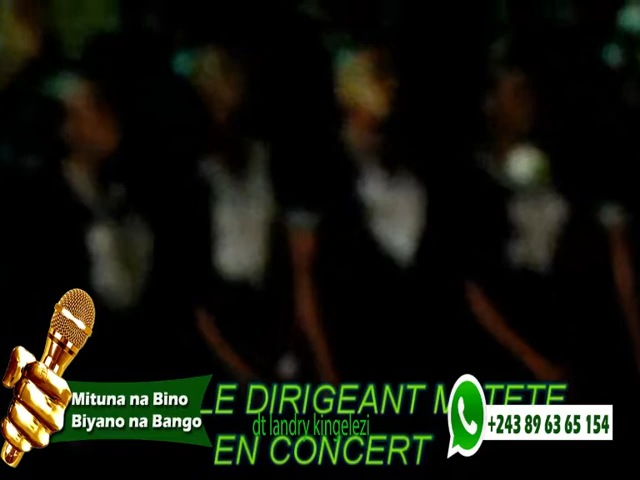 Mituna na Bino
Biyano na Bango
LE DIRIGEANT
dt landry kingelezi
EN CONCERT
+243 89 63 65 154